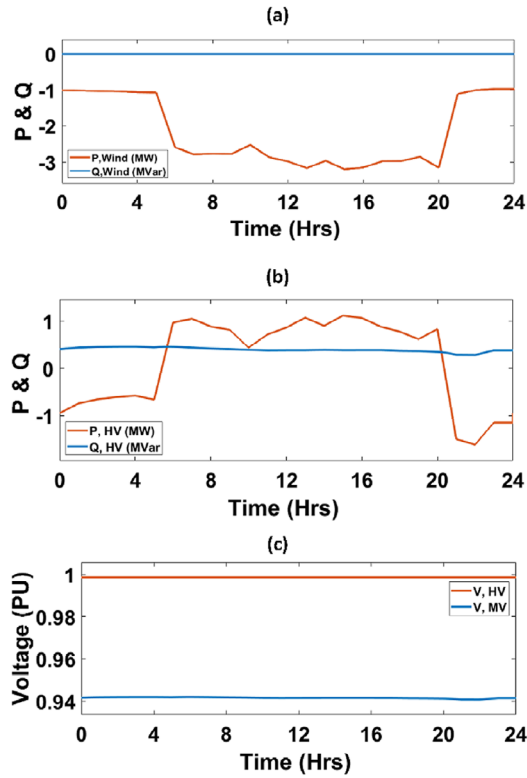 (a)
P & Q
0
-1
-2
-3
P,Wind (MW)
Q,Wind (MVar)
0 4 8 12 16 20 24
Time (Hrs)
(b)
P & Q
1
0
-1
P, HV (MW)
Q, HV (MVar
0 4 8 12 16 20 24
Time (Hrs)
(c)
Voltage (PU)
1
0.98
0.96
0.94
V, HV
V, MV
0 4 8 12 16 20 24
Time (Hrs)